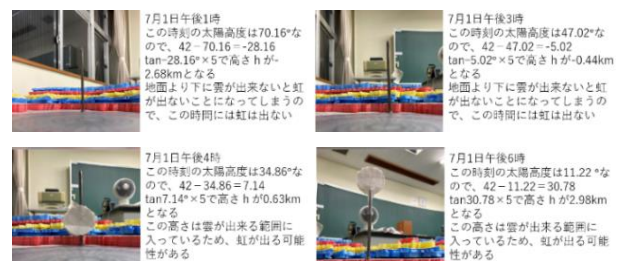 7月1日午後1時
この時刻の太陽高度は70.16°な
ので、42－70.16＝-28.16
tan-28.16°×5で高さｈが-
2.68kmとなる
地面より下に雲が出来ないと虹
が出ないことになってしまうの
で、この時間には虹は出ない
7月1日午後3時
この時刻の太陽高度は47.02°な
ので、42－47.02＝-5.02
tan-5.02°×5で高さｈが-0.44km
となる
地面より下に雲が出来ないと虹
が出ないことになってしまうの
で、この時間には虹は出ない
7月1日午後4時
この時刻の太陽高度は34.86°な
ので、42－34.86＝7.14
tan7.14°×5で高さｈが0.63km
となる
この高さは雲が出来る範囲に
入っているため、虹が出る可能
性がある
7月1日午後6時
この時刻の太陽高度は11.22 °な
ので、42－11.22＝30.78
tan30.78×5で高さｈが2.98km
となる
この高さは雲が出来る範囲に
入っているため、虹が出る可能
性がある